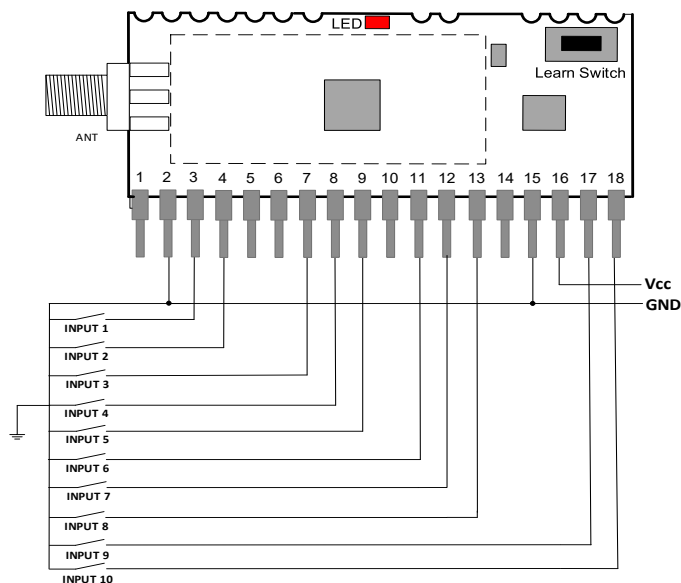 LED
Learn Switch
ANT
1 2 3 4 5 6 7 8 9 10 11 12 13 14 15 16 17 18
Vcc
GND
INPUT 1
INPUT 2
INPUT 3
INPUT 4
INPUT 5
INPUT 6
INPUT 7
INPUT 8
INPUT 9
INPUT 10